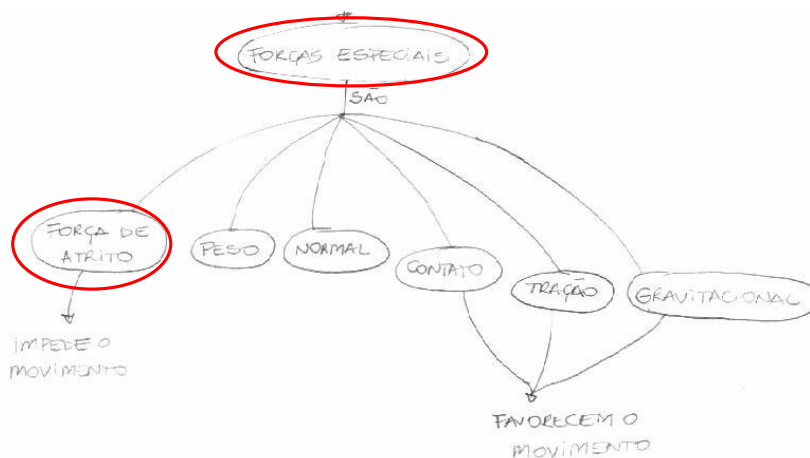 FORÇAS ESPECIAIS
SÃO
FORÇA DE
ATRITO
PESO
NORMAL
CONTATO
TRAÇÃO
GRAVITACIONAL
IMPEDE O
MOVIMENTO
FAVORECEM O
MOVIMENTO